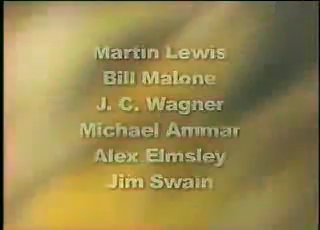 Martin Lewis
Bill Malone
J. C. Wagner
Michael Ammar
Alex Elmsley
Jim Swain